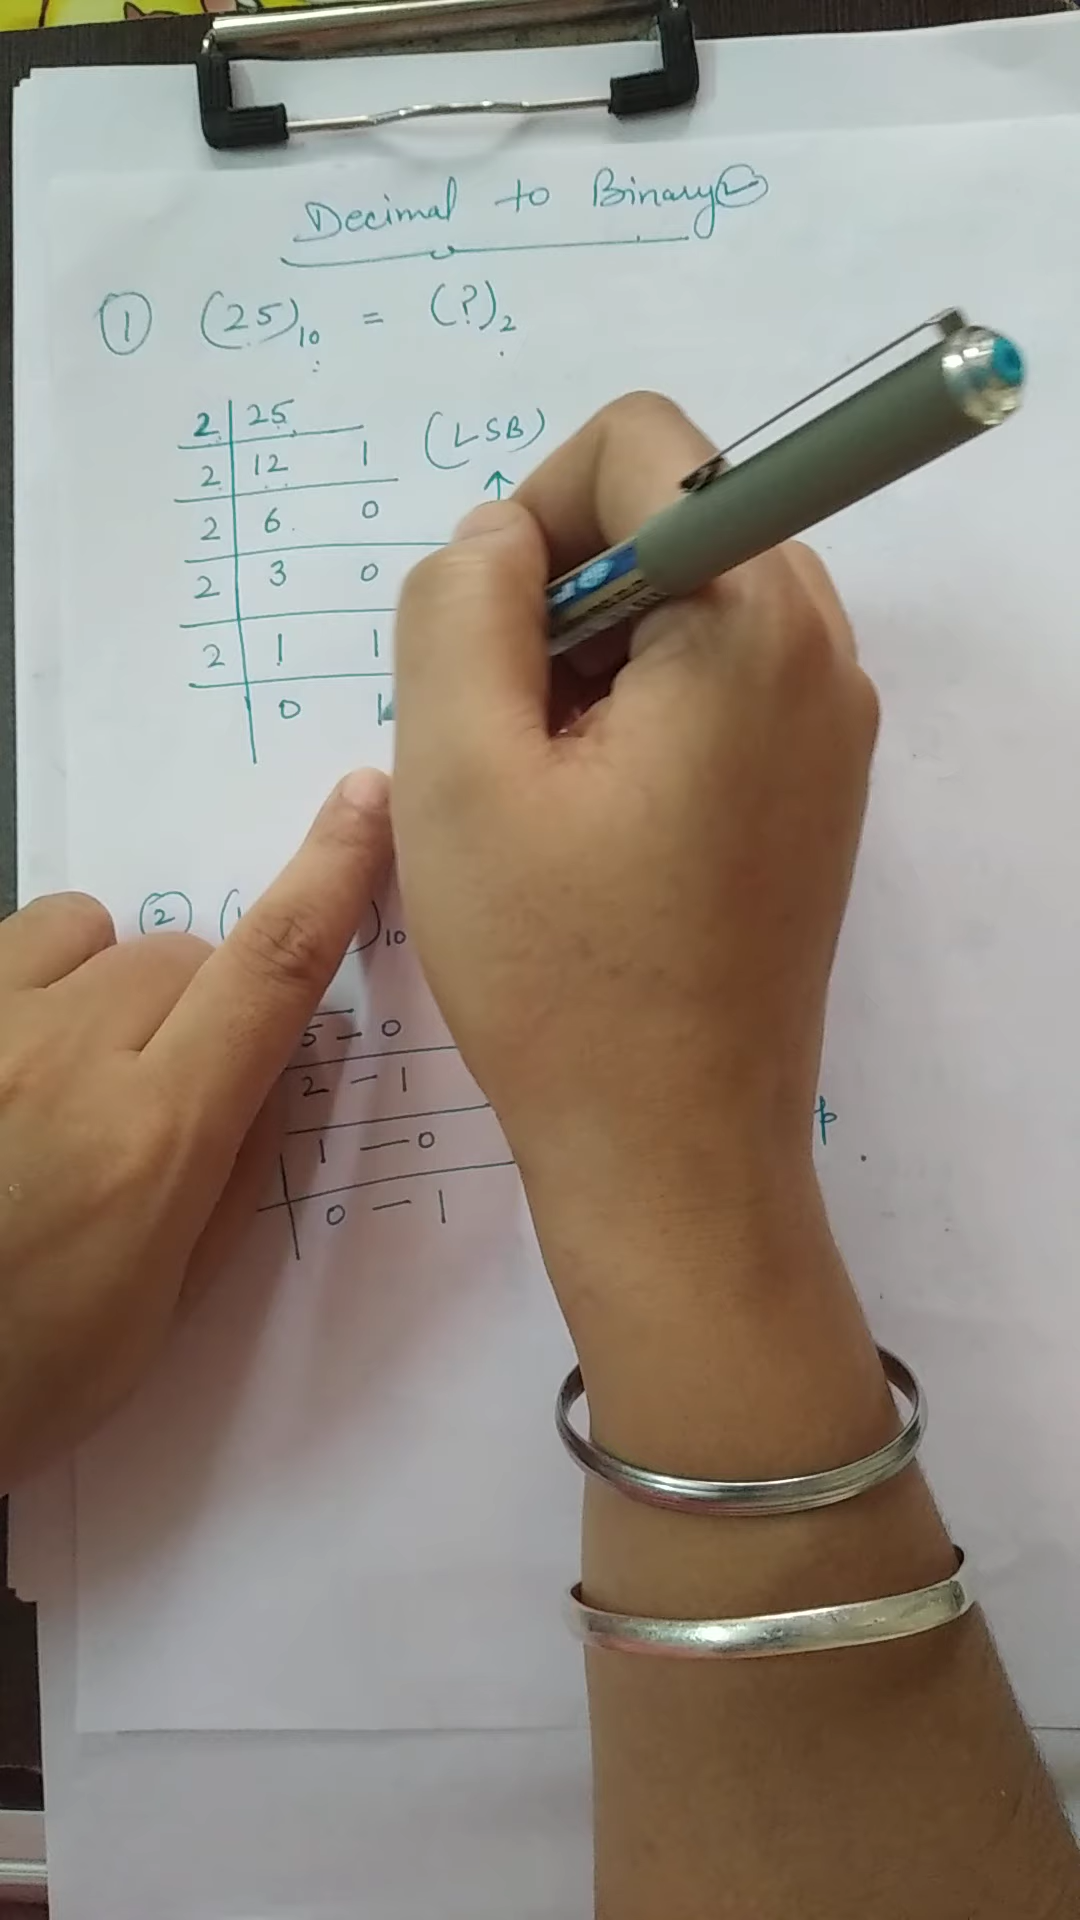 Decimal to Binary
① (25)10 = (?)2
2 25
2 12 1 (LSB)
2 6 0 ↑
2 3 0
2 1 1
0 1
② ( )10
5 - 0
2 - 1
1 - 0
0 - 1